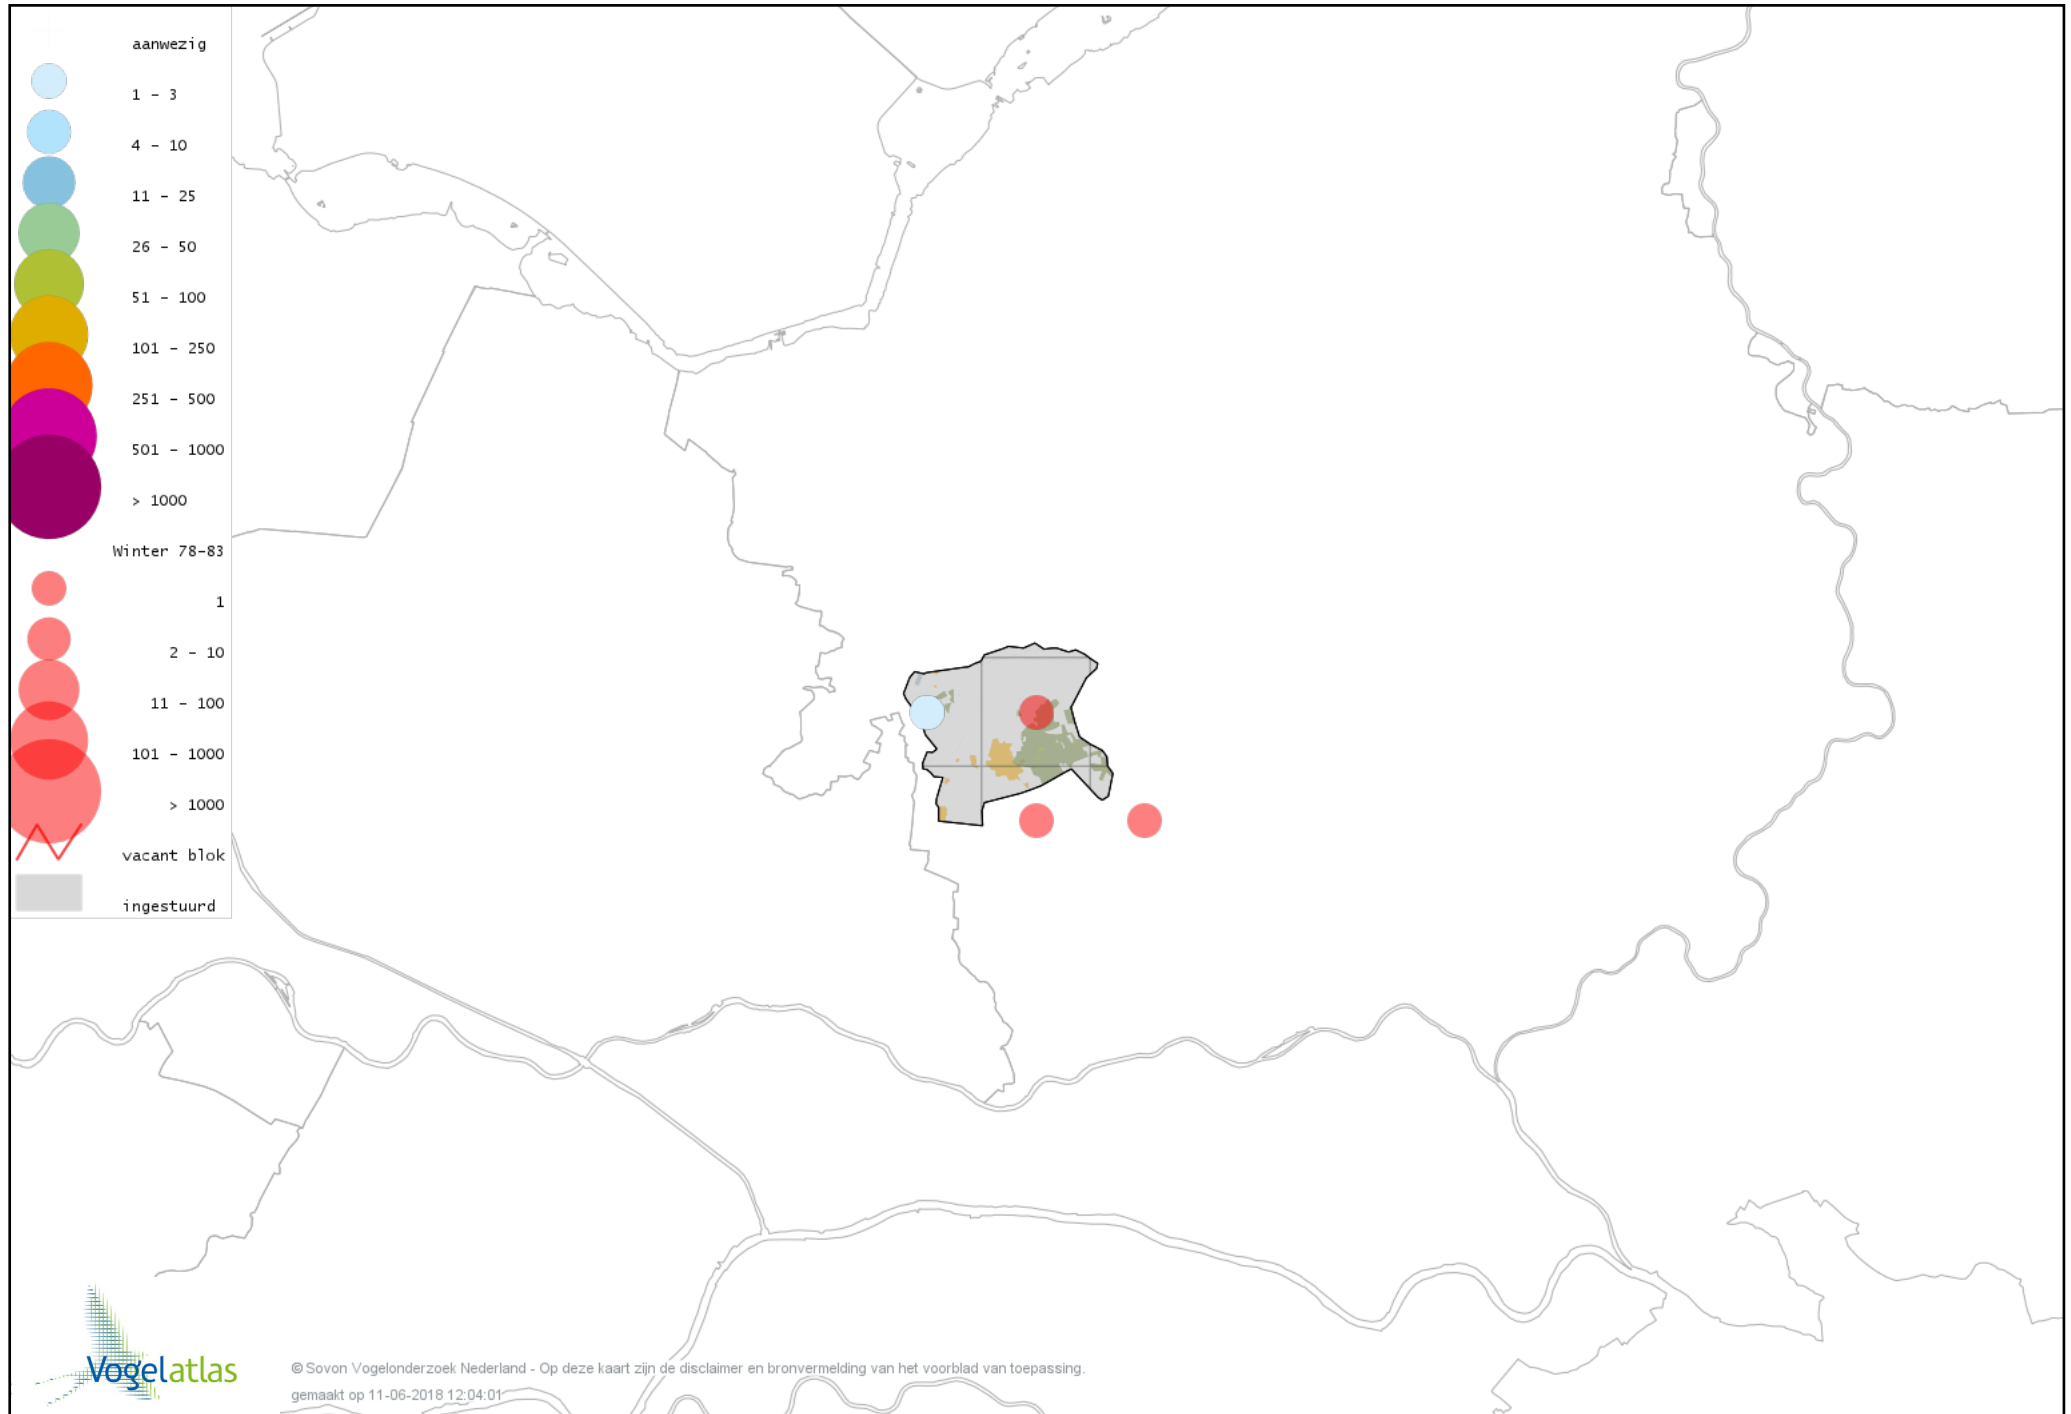 aanwezig
1 - 3
4 - 10
11 - 25
26 - 50
51 - 100
101 - 250
251 - 500
501 - 1000
> 1000
Winter 78-83
1
2 - 10
11 - 100
101 - 1000
> 1000
vacant blok
ingestuurd
Vogelatlas
© Sovon Vogelonderzoek Nederland - Op deze kaart zijn de disclaimer en bronvermelding van het voorblad van toepassing.
gemaakt op 11-06-2018 12:04:01